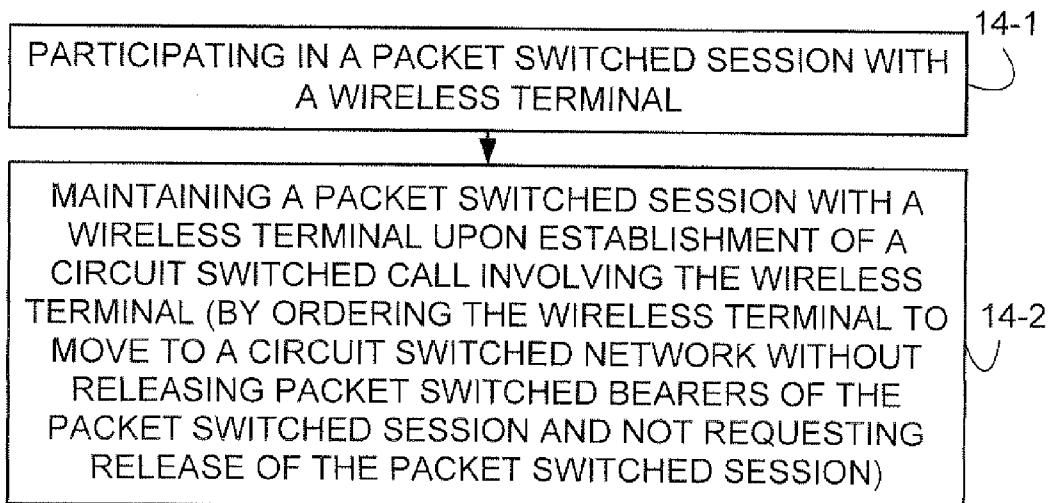 14-1
PARTICIPATING IN A PACKET SWITCHED SESSION WITH
A WIRELESS TERMINAL
MAINTAINING A PACKET SWITCHED SESSION WITH A
WIRELESS TERMINAL UPON ESTABLISHMENT OF A
CIRCUIT SWITCHED CALL INVOLVING THE WIRELESS
TERMINAL (BY ORDERING THE WIRELESS TERMINAL TO
MOVE TO A CIRCUIT SWITCHED NETWORK WITHOUT
RELEASING PACKET SWITCHED BEARERS OF THE
PACKET SWITCHED SESSION AND NOT REQUESTING
RELEASE OF THE PACKET SWITCHED SESSION)
14-2